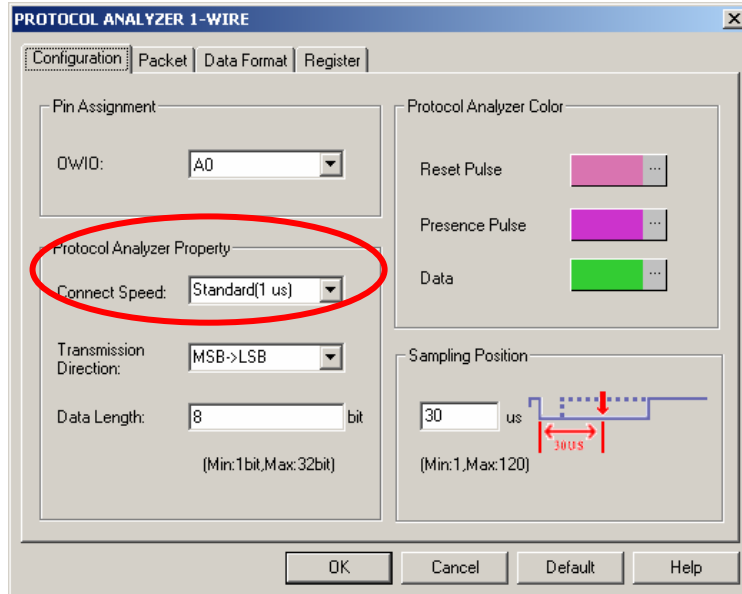 PROTOCOL ANALYZER 1-WIRE
Configuration Packet Data Format Register
Pin Assignment
OWIO: A0
Protocol Analyzer Property
Connect Speed: Standard(1 us)
Transmission
Direction: MSB->LSB
Data Length: 8 bit
(Min:1bit,Max:32bit)
Protocol Analyzer Color
Reset Pulse ...
Presence Pulse ...
Data ...
Sampling Position
30 us
30US
(Min:1,Max:120)
OK Cancel Default Help